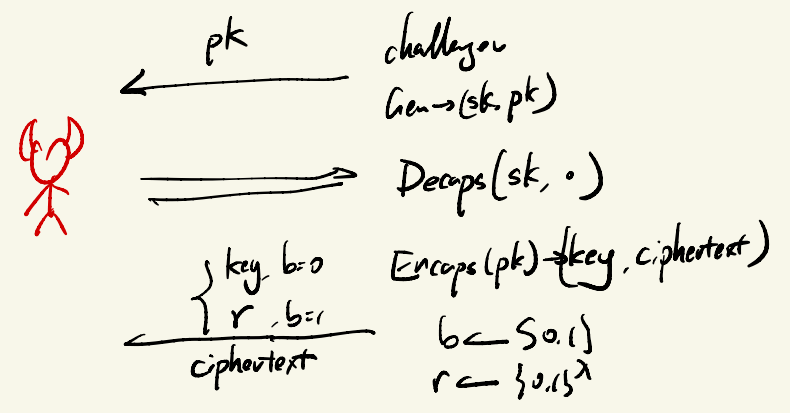 pk
challenger
Gen→(sk,pk)
Decaps(sk, ·)
Encaps(pk)→(key, ciphertext)
{ key, b=0
r, b=1
ciphertext
b ← {0,1}
r ← {0,1}^λ